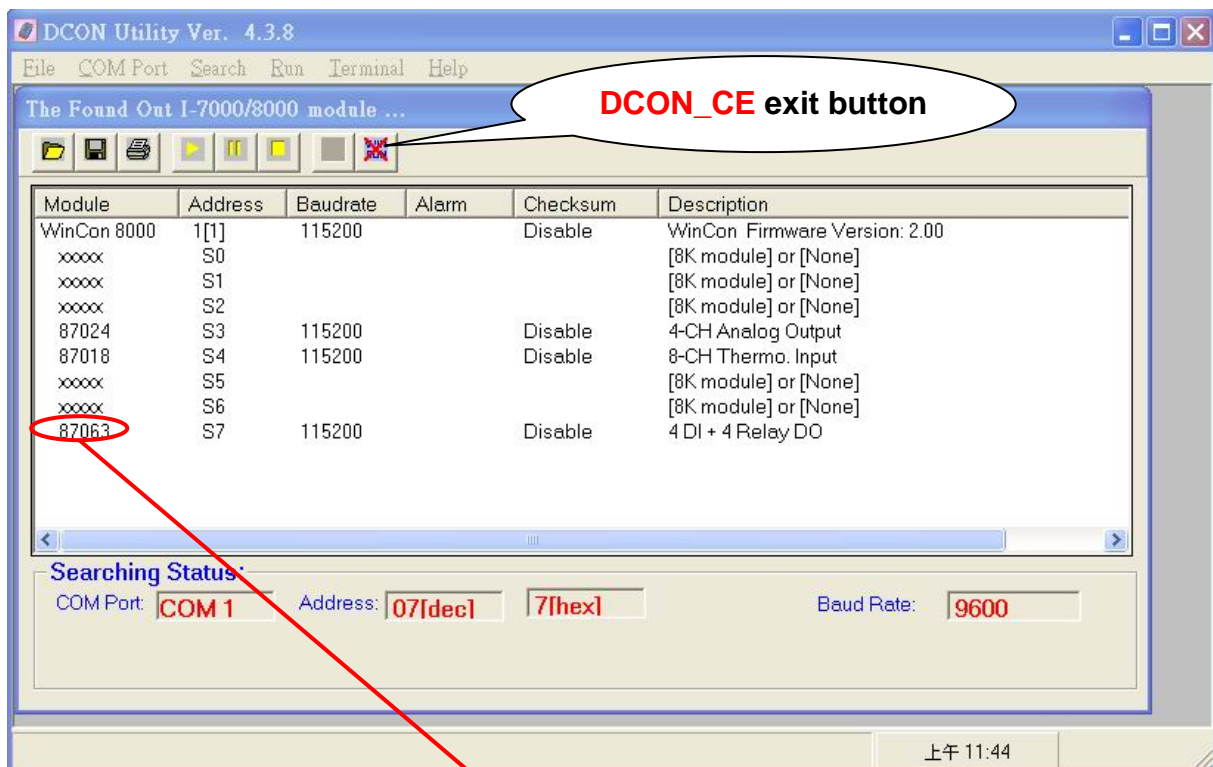 DCON Utility Ver. 4.3.8
File COM Port Search Run Terminal Help
DCON_CE exit button
The Found Out I-7000/8000 module ...
Module Address Baudrate Alarm Checksum Description
WinCon 8000 1[1] 115200 Disable WinCon Firmware Version: 2.00
xxxxx S0 [8K module] or [None]
xxxxx S1 [8K module] or [None]
xxxxx S2 [8K module] or [None]
87024 S3 115200 Disable 4-CH Analog Output
87018 S4 115200 Disable 8-CH Thermo. Input
xxxxx S5 [8K module] or [None]
xxxxx S6 [8K module] or [None]
87063 S7 115200 Disable 4 DI + 4 Relay DO
Searching Status:
COM Port: COM 1 Address: 07[dec] 7[hex] Baud Rate: 9600
上午 11:44